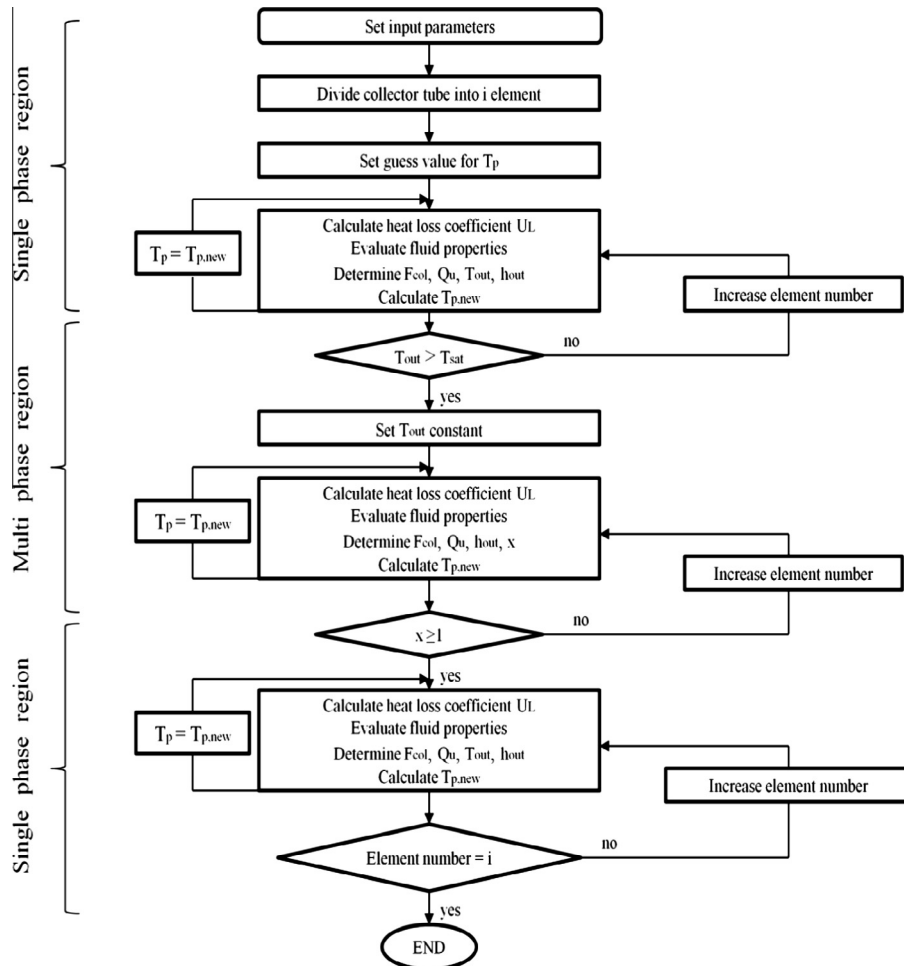 Single phase region
Set input parameters
Divide collector tube into i element
Set guess value for Tp
Tp = Tp.new
Calculate heat loss coefficient UL
Evaluate fluid properties
Determine Fcol, Qu, Tout, hout
Calculate Tp.new
Increase element number
Multi phase region
Tout > Tsat
no
yes
Set Tout constant
Tp = Tp.new
Calculate heat loss coefficient UL
Evaluate fluid properties
Determine Fcol, Qu, hout, x
Calculate Tp.new
Increase element number
x ≥1
no
yes
Single phase region
Tp = Tp.new
Calculate heat loss coefficient UL
Evaluate fluid properties
Determine Fcol, Qu, Tout, hout
Calculate Tp.new
Increase element number
Element number = i
no
yes
END